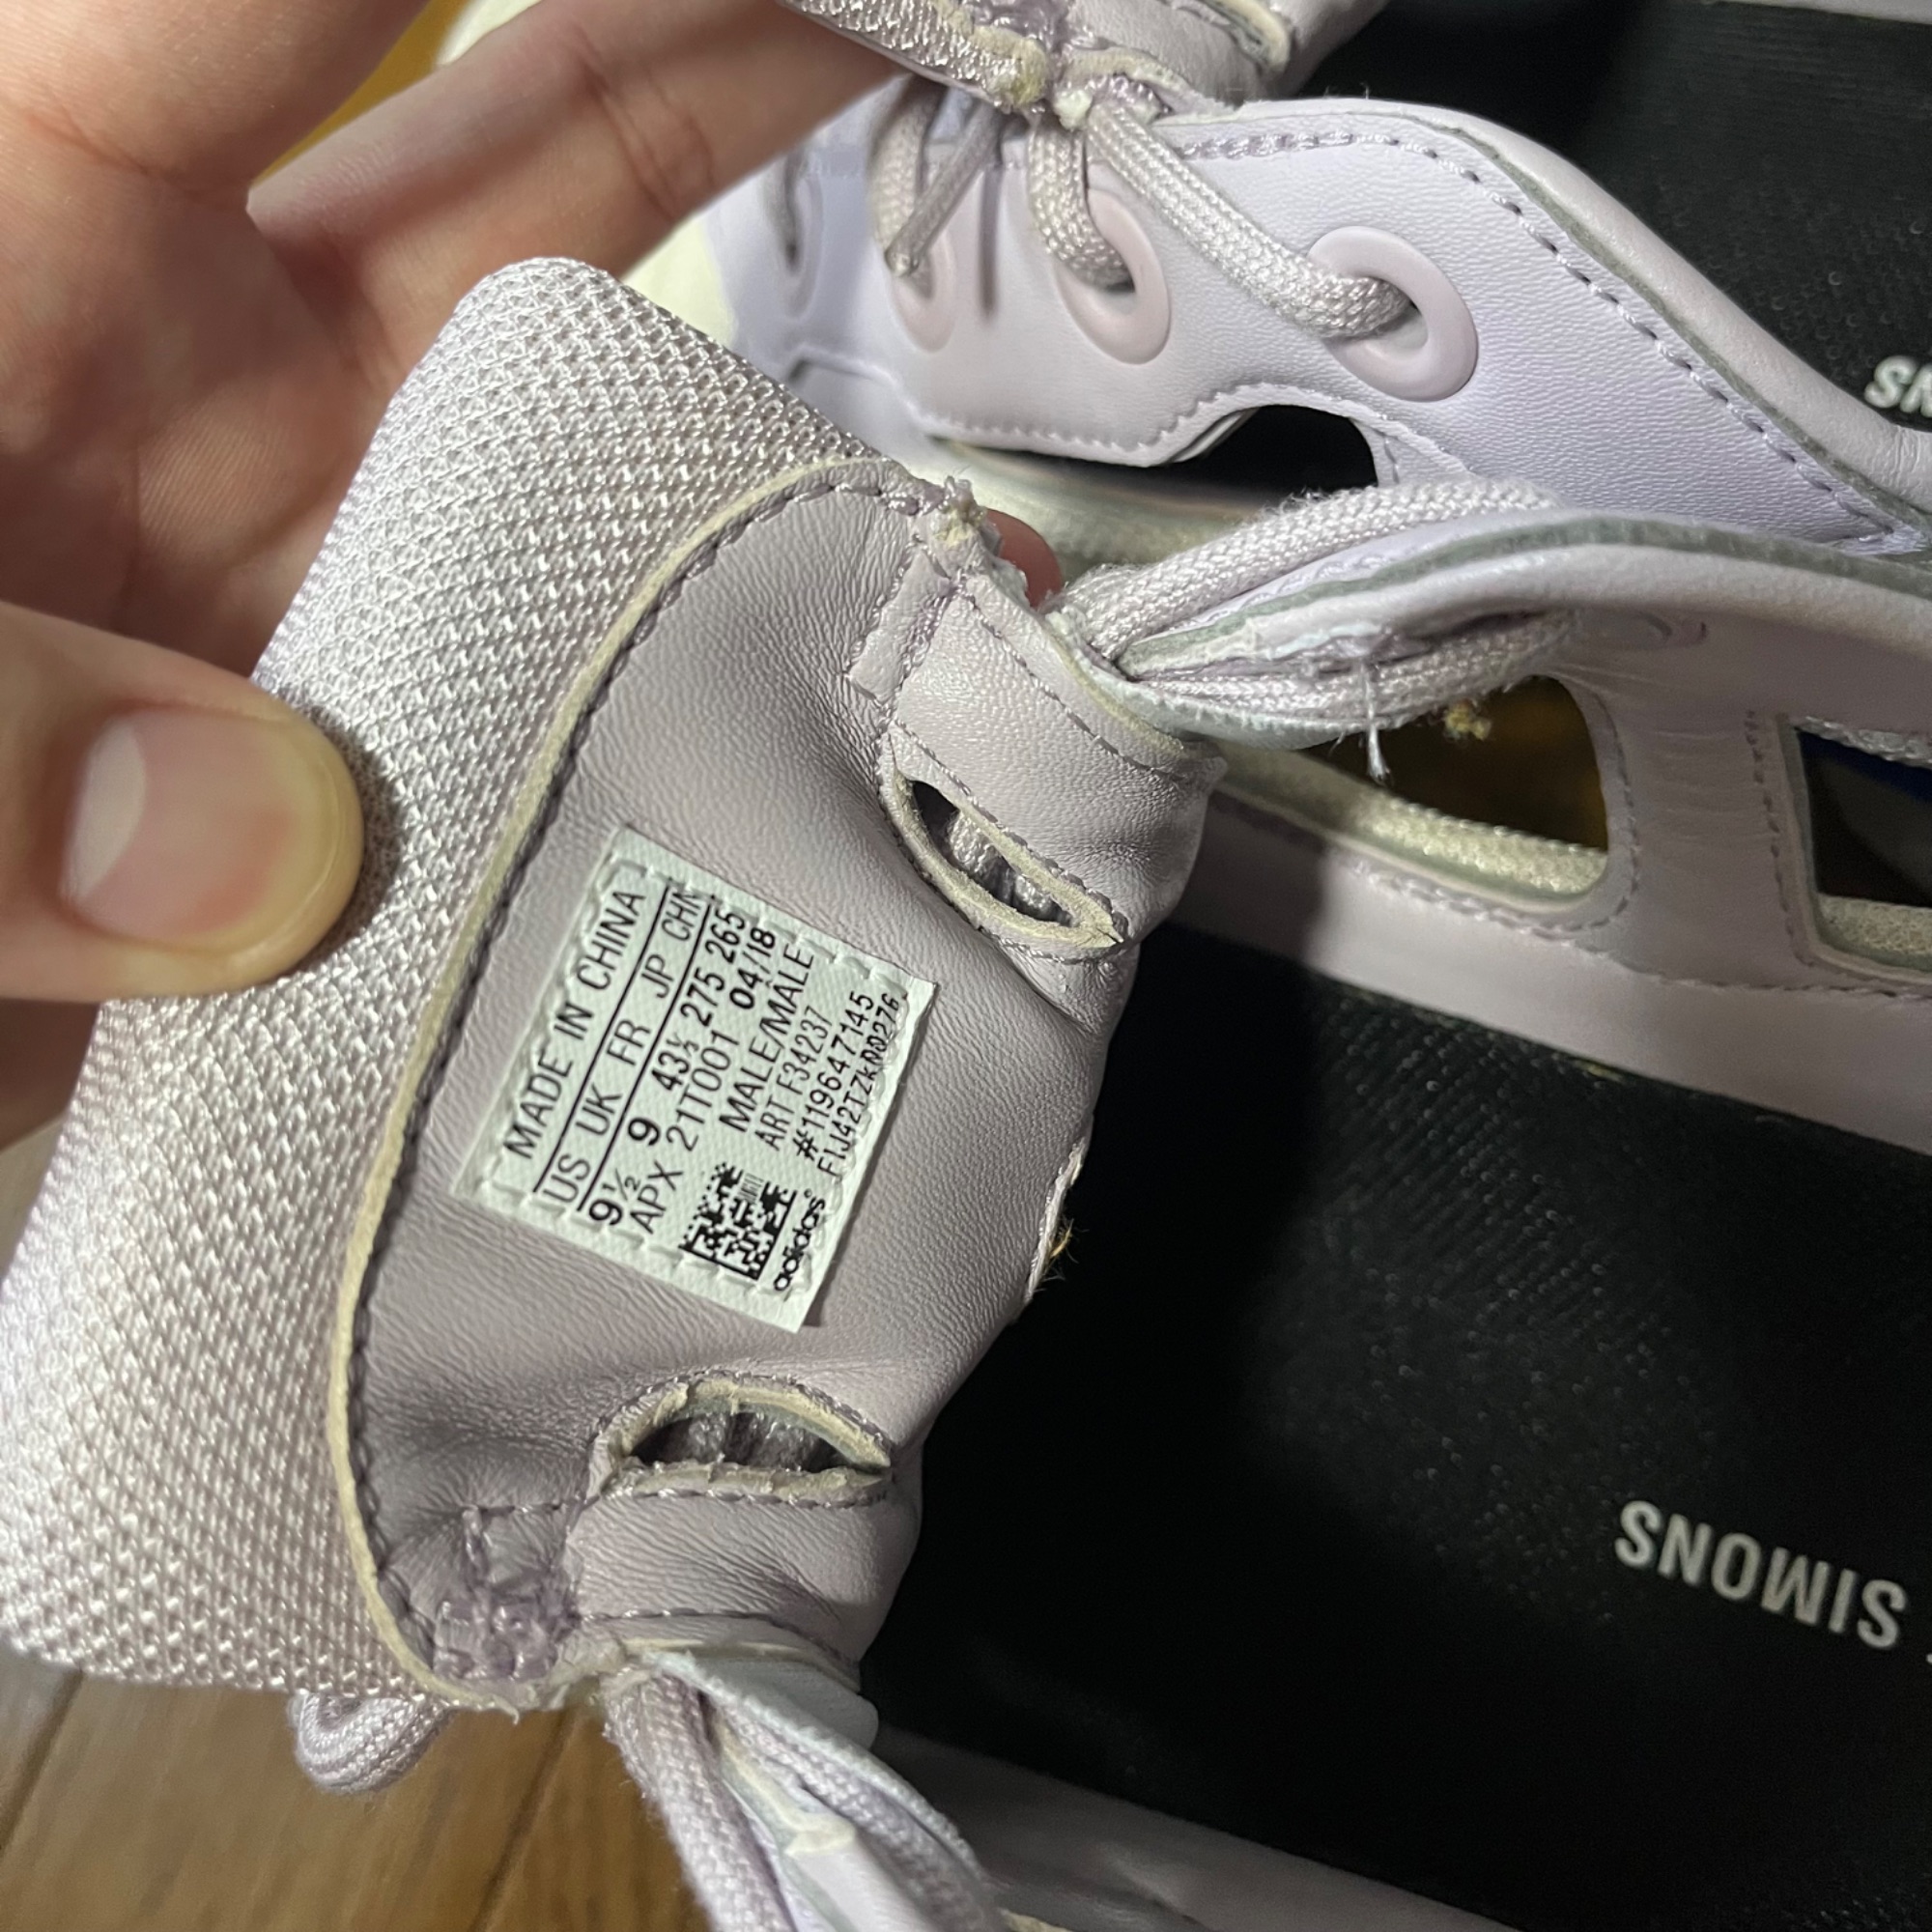 MADE IN CHINA
US UK FR JP CHN
9½ 9 43⅓ 275 265
APX 21T001 04/18
MALE/MALE
ART F34237
#119647145
adidas
SIMONS